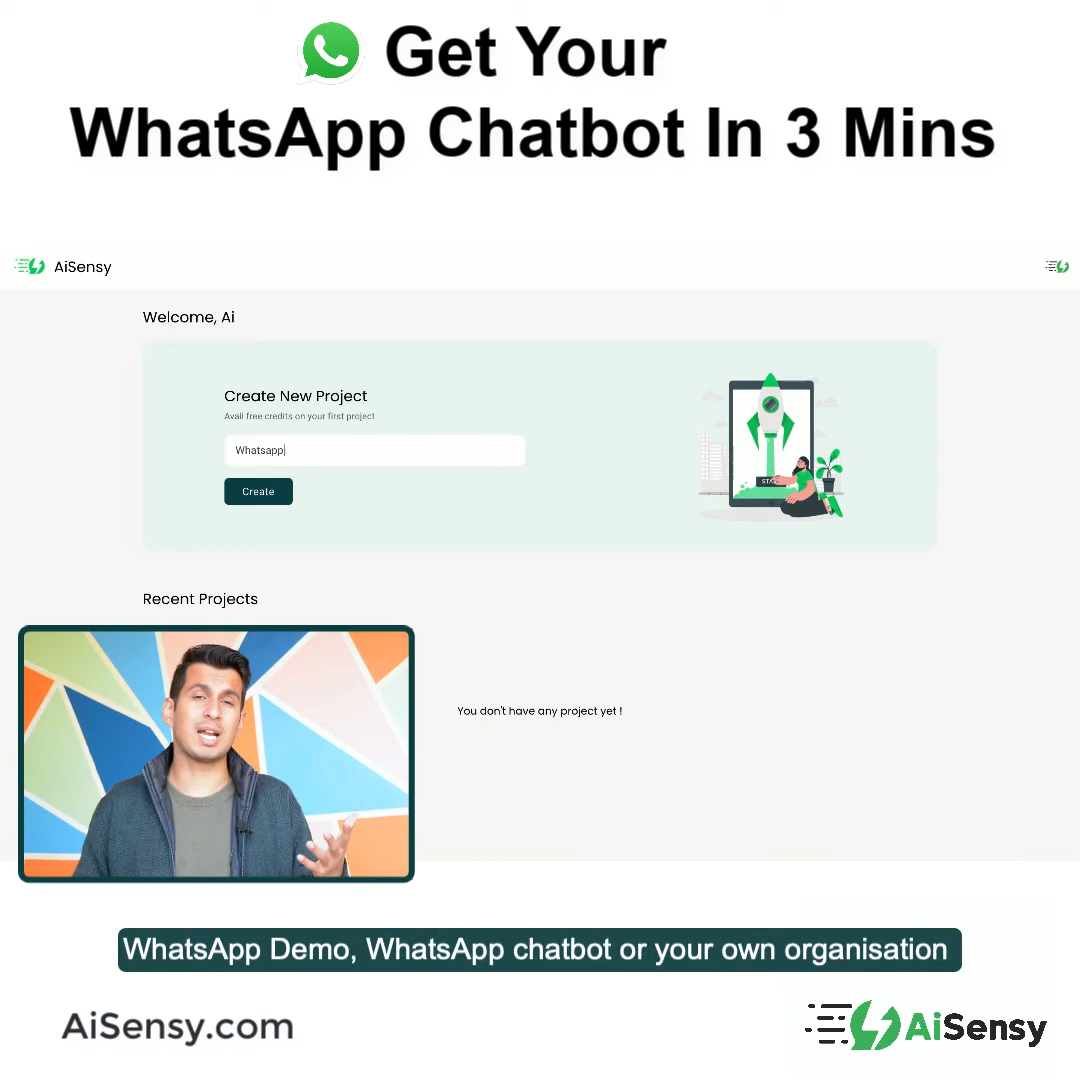 Get Your
WhatsApp Chatbot In 3 Mins
AiSensy
Welcome, Ai
Create New Project
Avail free credits on your first project
Whatsapp
Create
STA
Recent Projects
You don't have any project yet !
WhatsApp Demo, WhatsApp chatbot or your own organisation
AiSensy.com
AiSensy